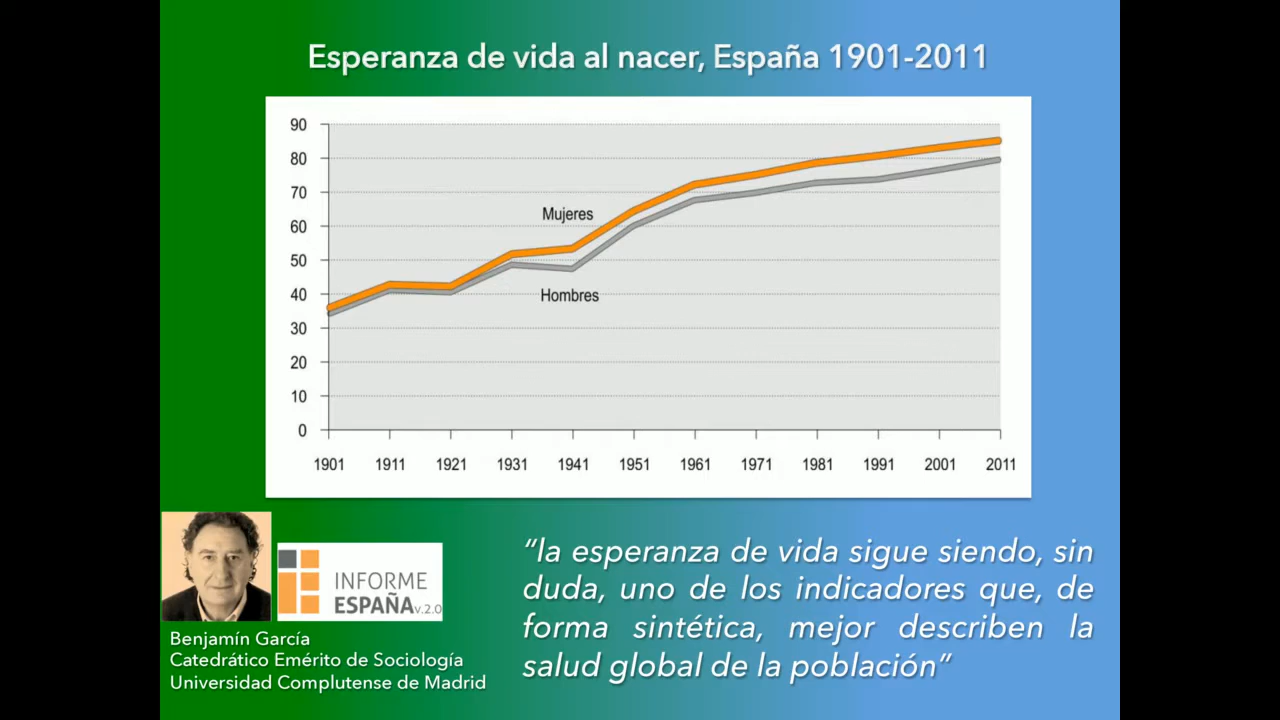 Esperanza de vida al nacer, España 1901-2011
90
80
70
60
50
40
30
20
10
0
Mujeres
Hombres
1901 1911 1921 1931 1941 1951 1961 1971 1981 1991 2001 2011
INFORME
ESPAÑAv.2.0
Benjamín García
Catedrático Emérito de Sociología
Universidad Complutense de Madrid
“la esperanza de vida sigue siendo, sin
duda, uno de los indicadores que, de
forma sintética, mejor describen la
salud global de la población”